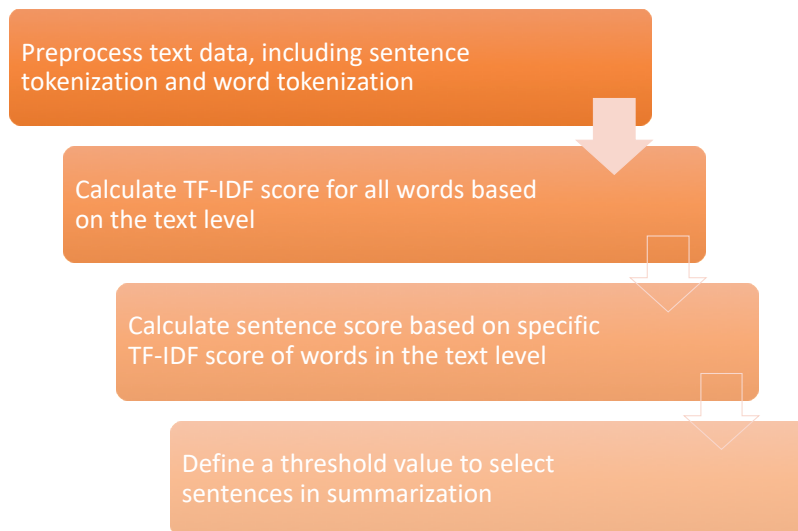 Preprocess text data, including sentence
tokenization and word tokenization
Calculate TF-IDF score for all words based
on the text level
Calculate sentence score based on specific
TF-IDF score of words in the text level
Define a threshold value to select
sentences in summarization